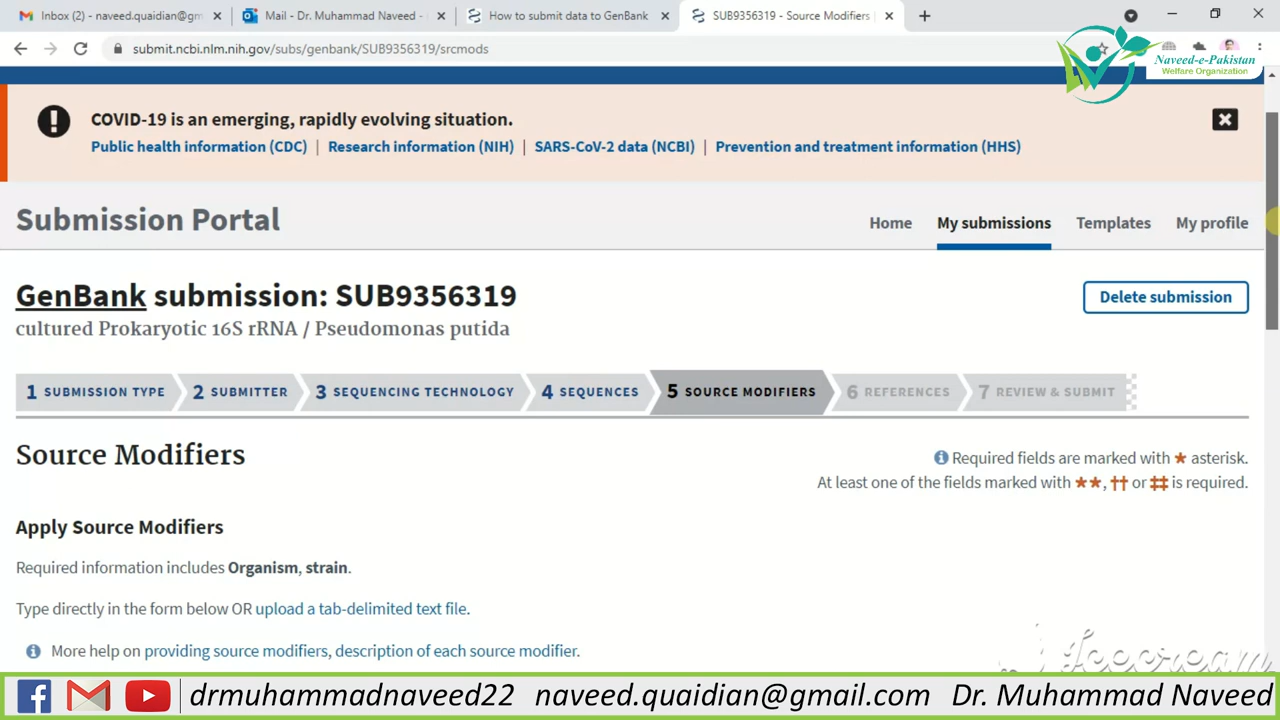 Inbox (2) - naveed.quaidian@gm
Mail - Dr. Muhammad Naveed -
How to submit data to GenBank
SUB9356319 - Source Modifiers
submit.ncbi.nlm.nih.gov/subs/genbank/SUB9356319/srcmods
Naveed-e-Pakistan
Welfare Organization
COVID-19 is an emerging, rapidly evolving situation.
Public health information (CDC) | Research information (NIH) | SARS-CoV-2 data (NCBI) | Prevention and treatment information (HHS)
Submission Portal
Home My submissions Templates My profile
GenBank submission: SUB9356319
Delete submission
cultured Prokaryotic 16S rRNA / Pseudomonas putida
1 SUBMISSION TYPE 2 SUBMITTER 3 SEQUENCING TECHNOLOGY 4 SEQUENCES 5 SOURCE MODIFIERS 6 REFERENCES 7 REVIEW & SUBMIT
Source Modifiers
Required fields are marked with * asterisk.
At least one of the fields marked with **, †† or ‡‡ is required.
Apply Source Modifiers
Required information includes Organism, strain.
Type directly in the form below OR upload a tab-delimited text file.
More help on providing source modifiers, description of each source modifier.
drmuhammadnaveed22 naveed.quaidian@gmail.com Dr. Muhammad Naveed